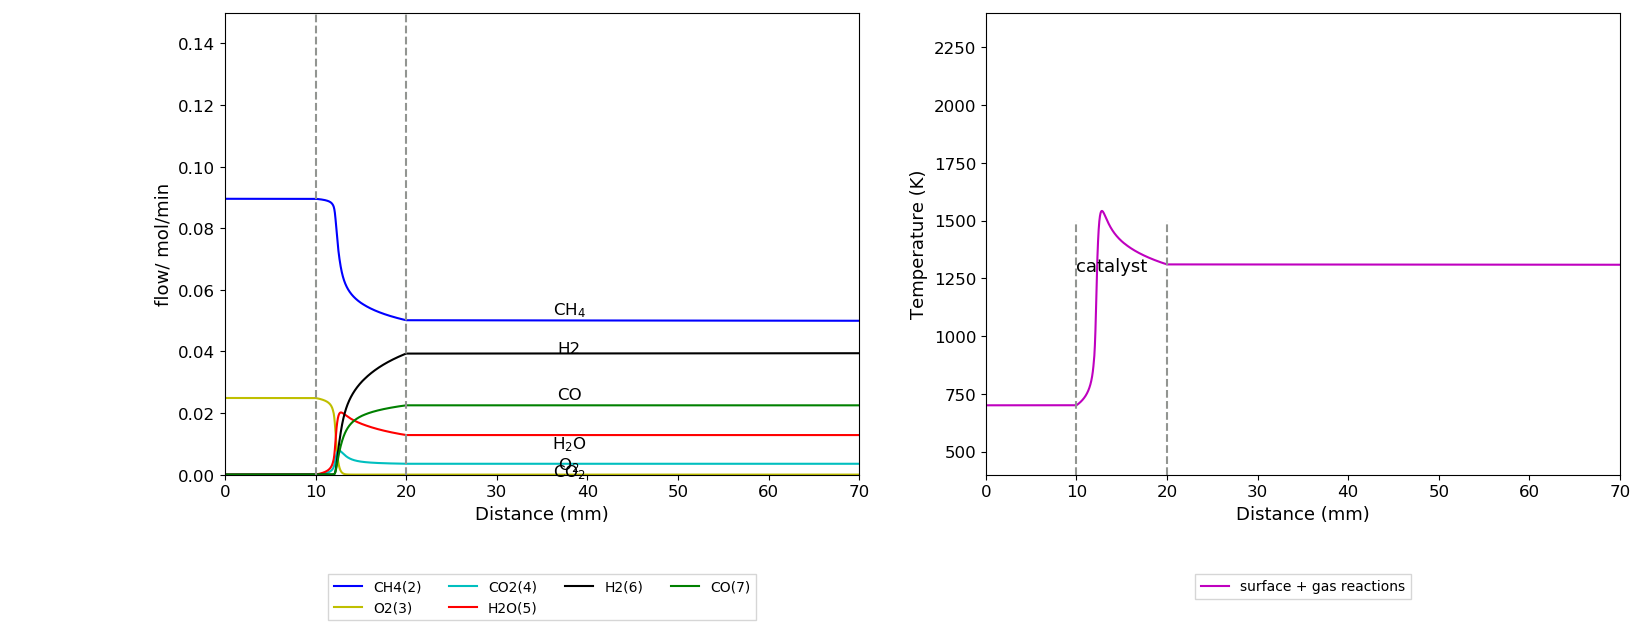 0.14
0.12
0.10
0.08
0.06
0.04
0.02
0.00
flow/ mol/min
CH₄
H2
CO
H₂O
O₂
CO₂
0 10 20 30 40 50 60 70
Distance (mm)
CH4(2) CO2(4) H2(6) CO(7)
O2(3) H2O(5)
2250
2000
1750
1500
1250
1000
750
500
Temperature (K)
catalyst
0 10 20 30 40 50 60 70
Distance (mm)
surface + gas reactions